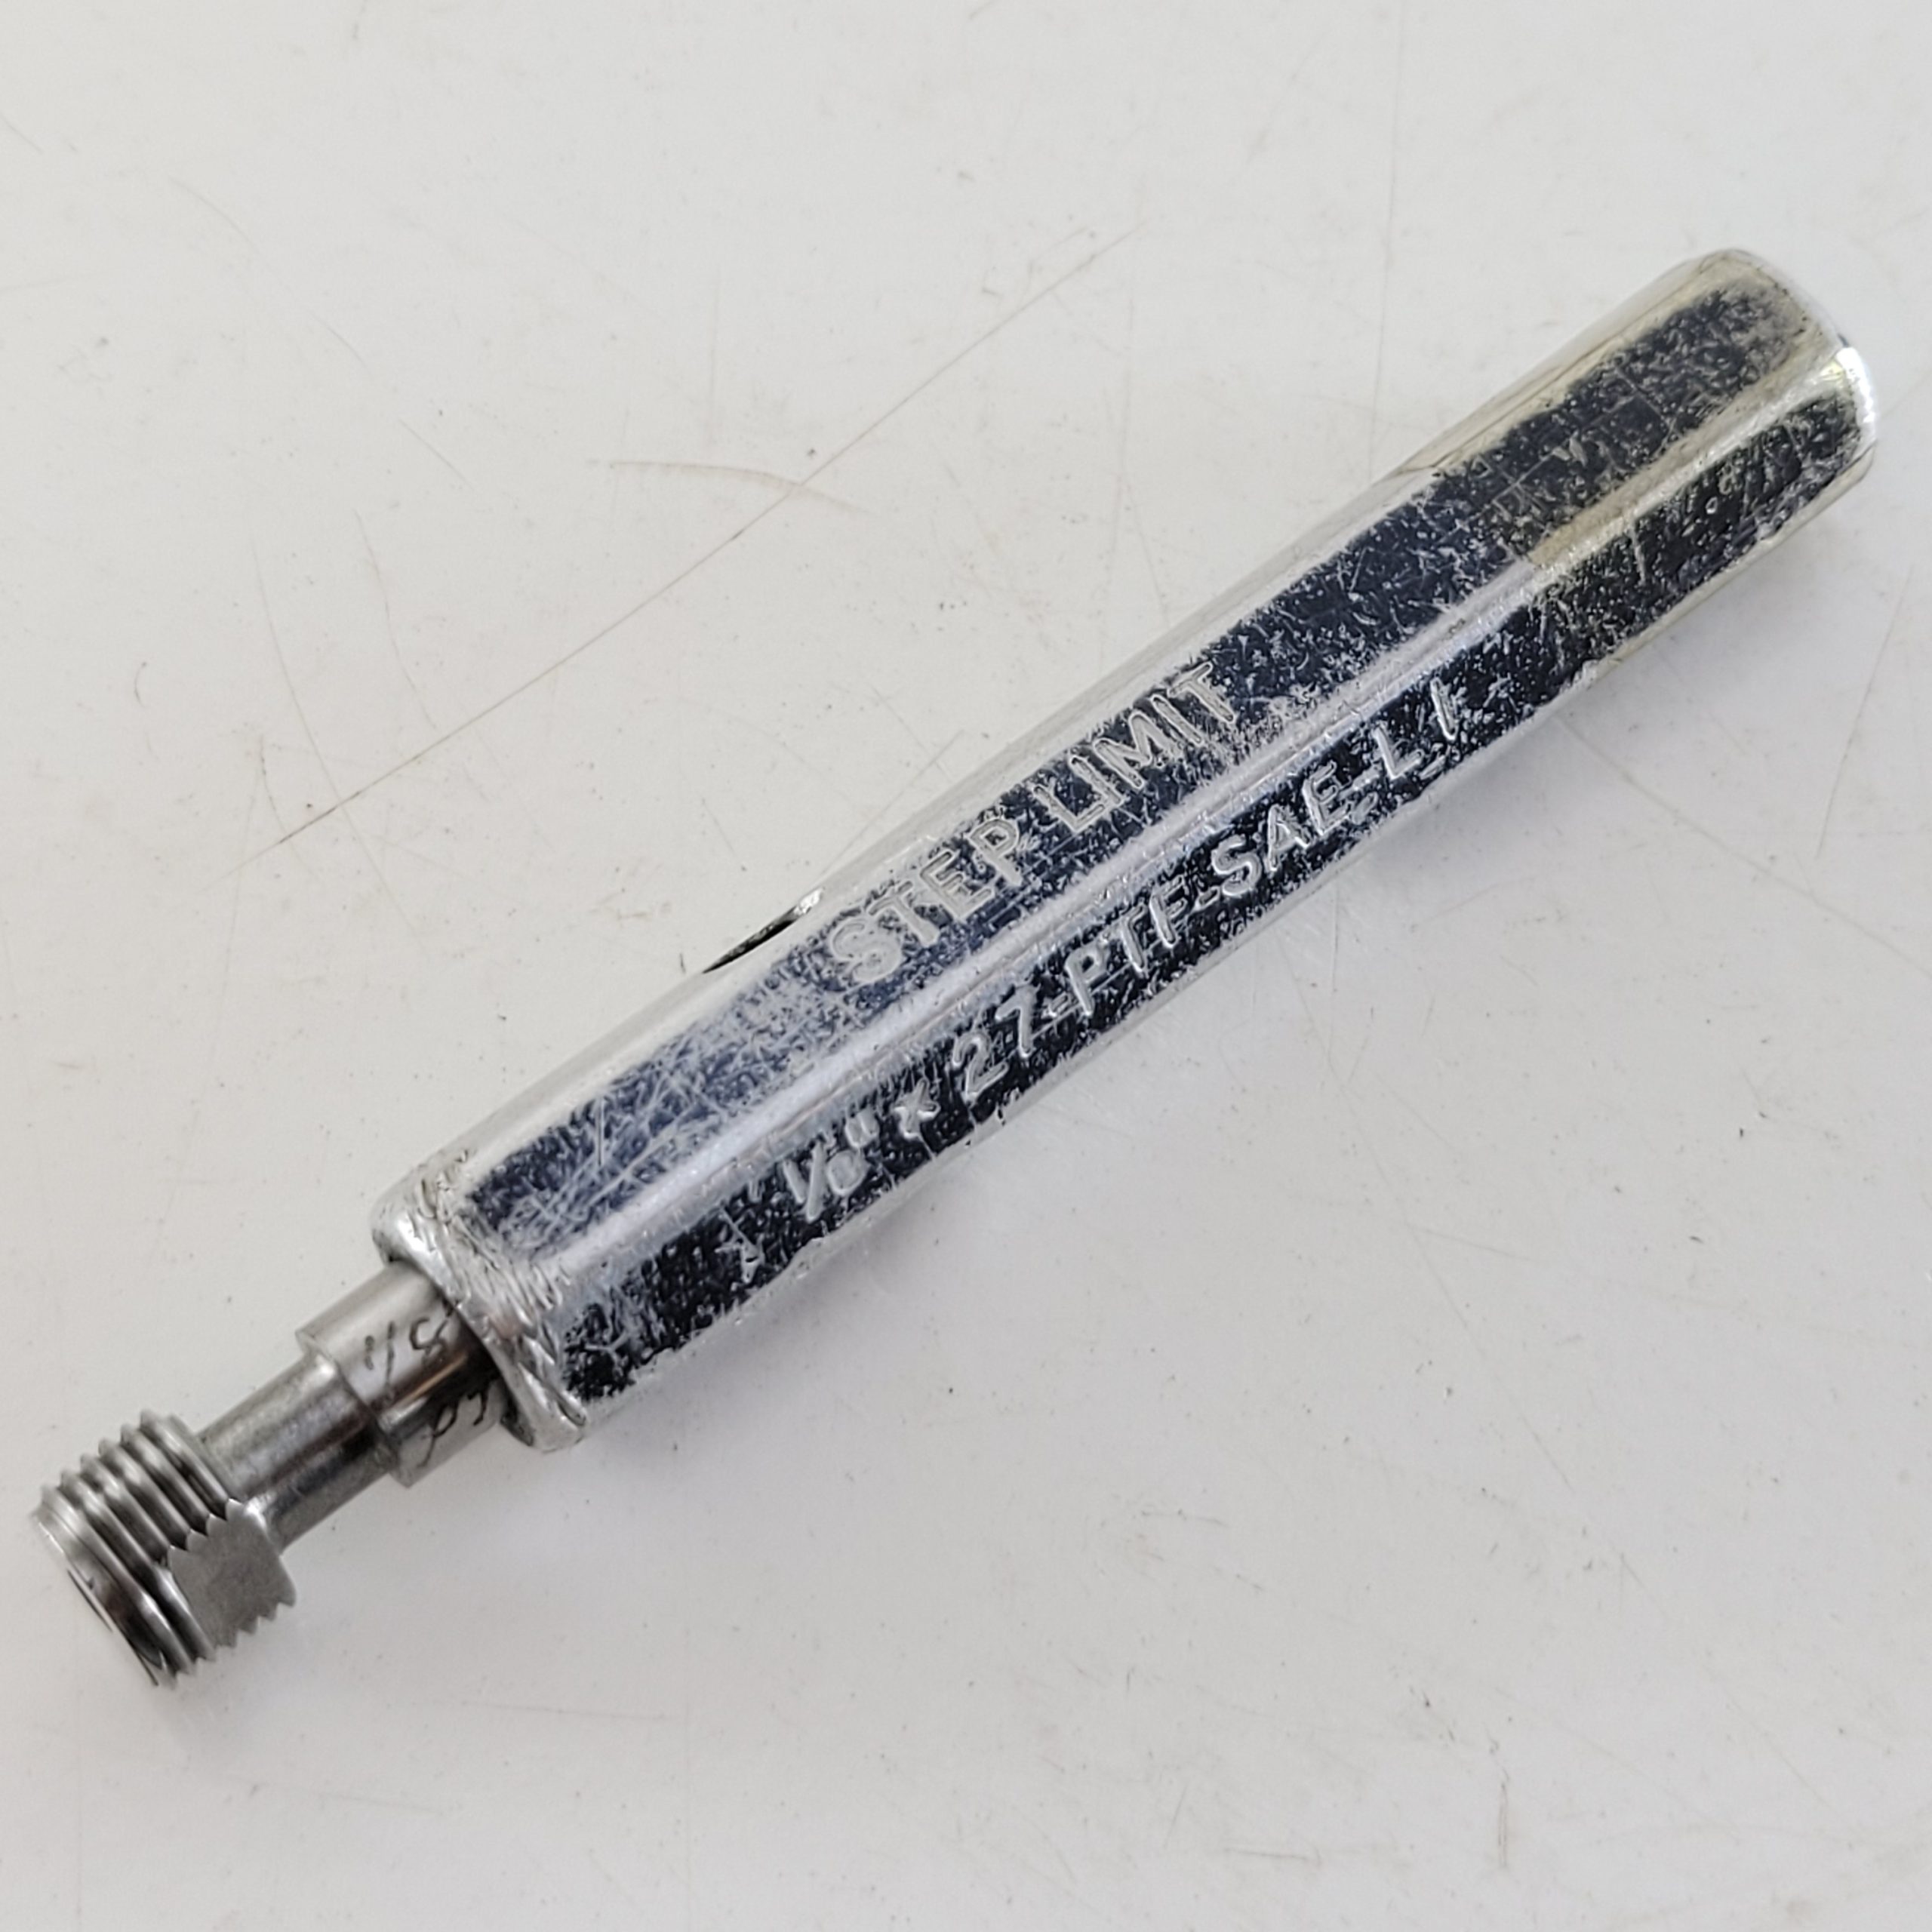 STEP LIMIT
1/8" x 27-PTF-SAE-L1